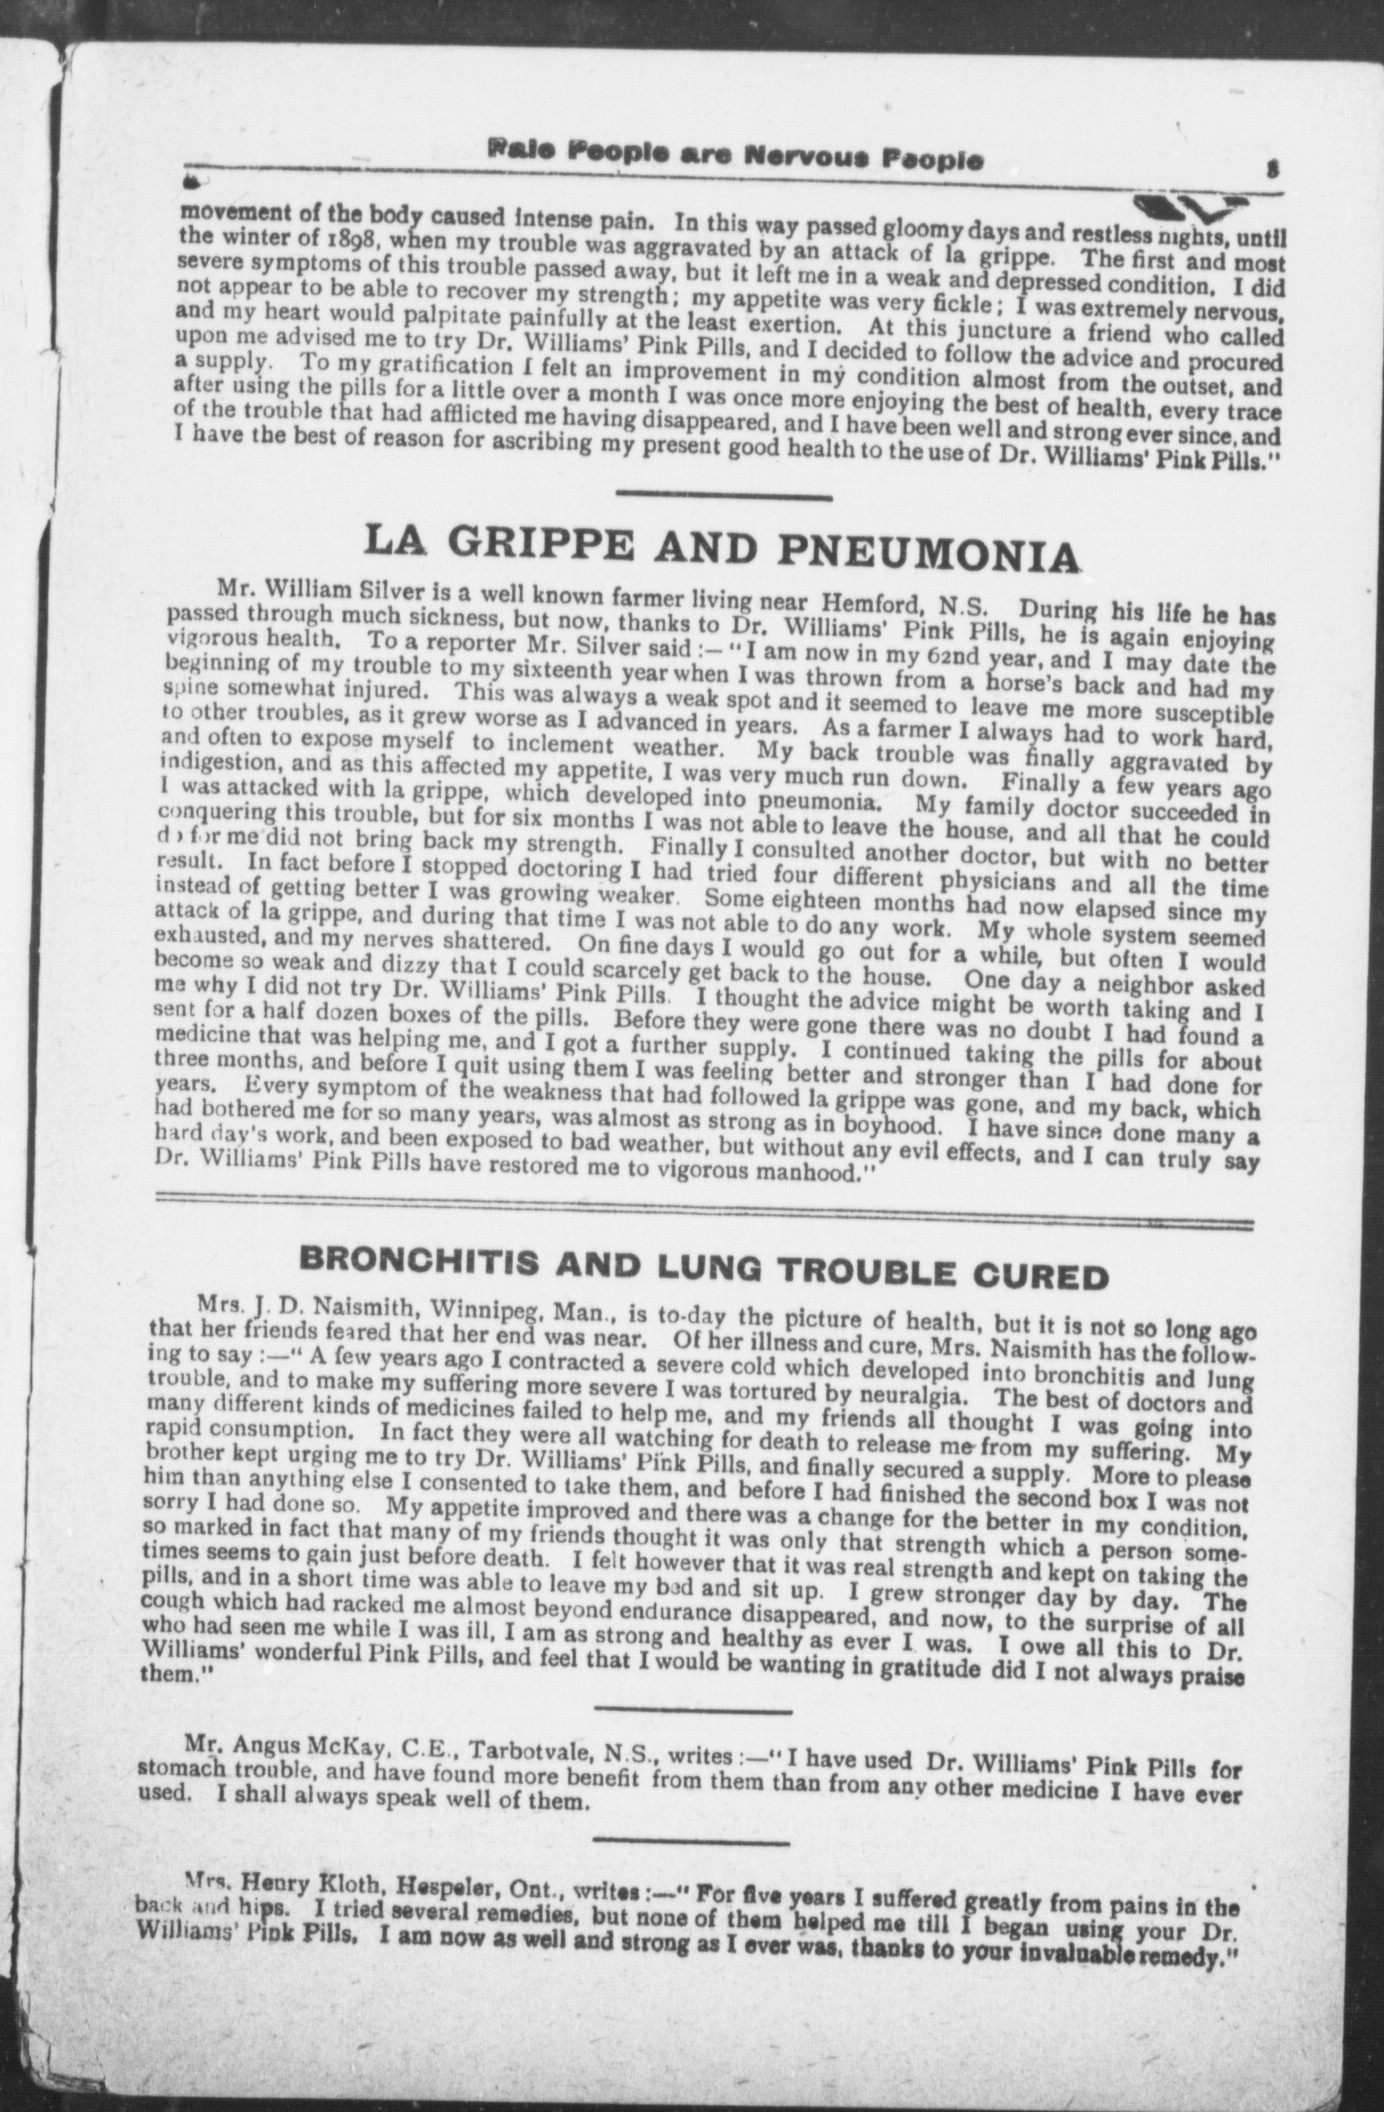 Pale People are Nervous People
movement of the body caused intense pain. In this way passed gloomy days and restless nights, until
the winter of 1898, when my trouble was aggravated by an attack of la grippe. The first and most
severe symptoms of this trouble passed away, but it left me in a weak and depressed condition. I did
not appear to be able to recover my strength; my appetite was very fickle; I was extremely nervous,
and my heart would palpitate painfully at the least exertion. At this juncture a friend who called
upon me advised me to try Dr. Williams' Pink Pills, and I decided to follow the advice and procured
a supply. To my gratification I felt an improvement in my condition almost from the outset, and
after using the pills for a little over a month I was once more enjoying the best of health, every trace
of the trouble that had afflicted me having disappeared, and I have been well and strong ever since, and
I have the best of reason for ascribing my present good health to the use of Dr. Williams' Pink Pills."
LA GRIPPE AND PNEUMONIA
Mr. William Silver is a well known farmer living near Hemford, N.S. During his life he has
passed through much sickness, but now, thanks to Dr. Williams' Pink Pills, he is again enjoying
vigorous health. To a reporter Mr. Silver said :— "I am now in my 62nd year, and I may date the
beginning of my trouble to my sixteenth year when I was thrown from a horse's back and had my
spine somewhat injured. This was always a weak spot and it seemed to leave me more susceptible
to other troubles, as it grew worse as I advanced in years. As a farmer I always had to work hard,
and often to expose myself to inclement weather. My back trouble was finally aggravated by
indigestion, and as this affected my appetite, I was very much run down. Finally a few years ago
I was attacked with la grippe, which developed into pneumonia. My family doctor succeeded in
conquering this trouble, but for six months I was not able to leave the house, and all that he could
do for me did not bring back my strength. Finally I consulted another doctor, but with no better
result. In fact before I stopped doctoring I had tried four different physicians and all the time
instead of getting better I was growing weaker. Some eighteen months had now elapsed since my
attack of la grippe, and during that time I was not able to do any work. My whole system seemed
exhausted, and my nerves shattered. On fine days I would go out for a while, but often I would
become so weak and dizzy that I could scarcely get back to the house. One day a neighbor asked
me why I did not try Dr. Williams' Pink Pills. I thought the advice might be worth taking and I
sent for a half dozen boxes of the pills. Before they were gone there was no doubt I had found a
medicine that was helping me, and I got a further supply. I continued taking the pills for about
three months, and before I quit using them I was feeling better and stronger than I had done for
years. Every symptom of the weakness that had followed la grippe was gone, and my back, which
had bothered me for so many years, was almost as strong as in boyhood. I have since done many a
hard day's work, and been exposed to bad weather, but without any evil effects, and I can truly say
Dr. Williams' Pink Pills have restored me to vigorous manhood."
BRONCHITIS AND LUNG TROUBLE CURED
Mrs. J. D. Naismith, Winnipeg, Man., is to-day the picture of health, but it is not so long ago
that her friends feared that her end was near. Of her illness and cure, Mrs. Naismith has the follow-
ing to say :—"A few years ago I contracted a severe cold which developed into bronchitis and lung
trouble, and to make my suffering more severe I was tortured by neuralgia. The best of doctors and
many different kinds of medicines failed to help me, and my friends all thought I was going into
rapid consumption. In fact they were all watching for death to release me from my suffering. My
brother kept urging me to try Dr. Williams' Pink Pills, and finally secured a supply. More to please
him than anything else I consented to take them, and before I had finished the second box I was not
sorry I had done so. My appetite improved and there was a change for the better in my condition,
so marked in fact that many of my friends thought it was only that strength which a person some-
times seems to gain just before death. I felt however that it was real strength and kept on taking the
pills, and in a short time was able to leave my bed and sit up. I grew stronger day by day. The
cough which had racked me almost beyond endurance disappeared, and now, to the surprise of all
who had seen me while I was ill, I am as strong and healthy as ever I was. I owe all this to Dr.
Williams' wonderful Pink Pills, and feel that I would be wanting in gratitude did I not always praise
them."
Mr. Angus McKay, C.E., Tarbotvale, N.S., writes :—"I have used Dr. Williams' Pink Pills for
stomach trouble, and have found more benefit from them than from any other medicine I have ever
used. I shall always speak well of them.
Mrs. Henry Kloth, Hespeler, Ont., writes :—"For five years I suffered greatly from pains in the
back and hips. I tried several remedies, but none of them helped me till I began using your Dr.
Williams' Pink Pills. I am now as well and strong as I ever was, thanks to your invaluable remedy."